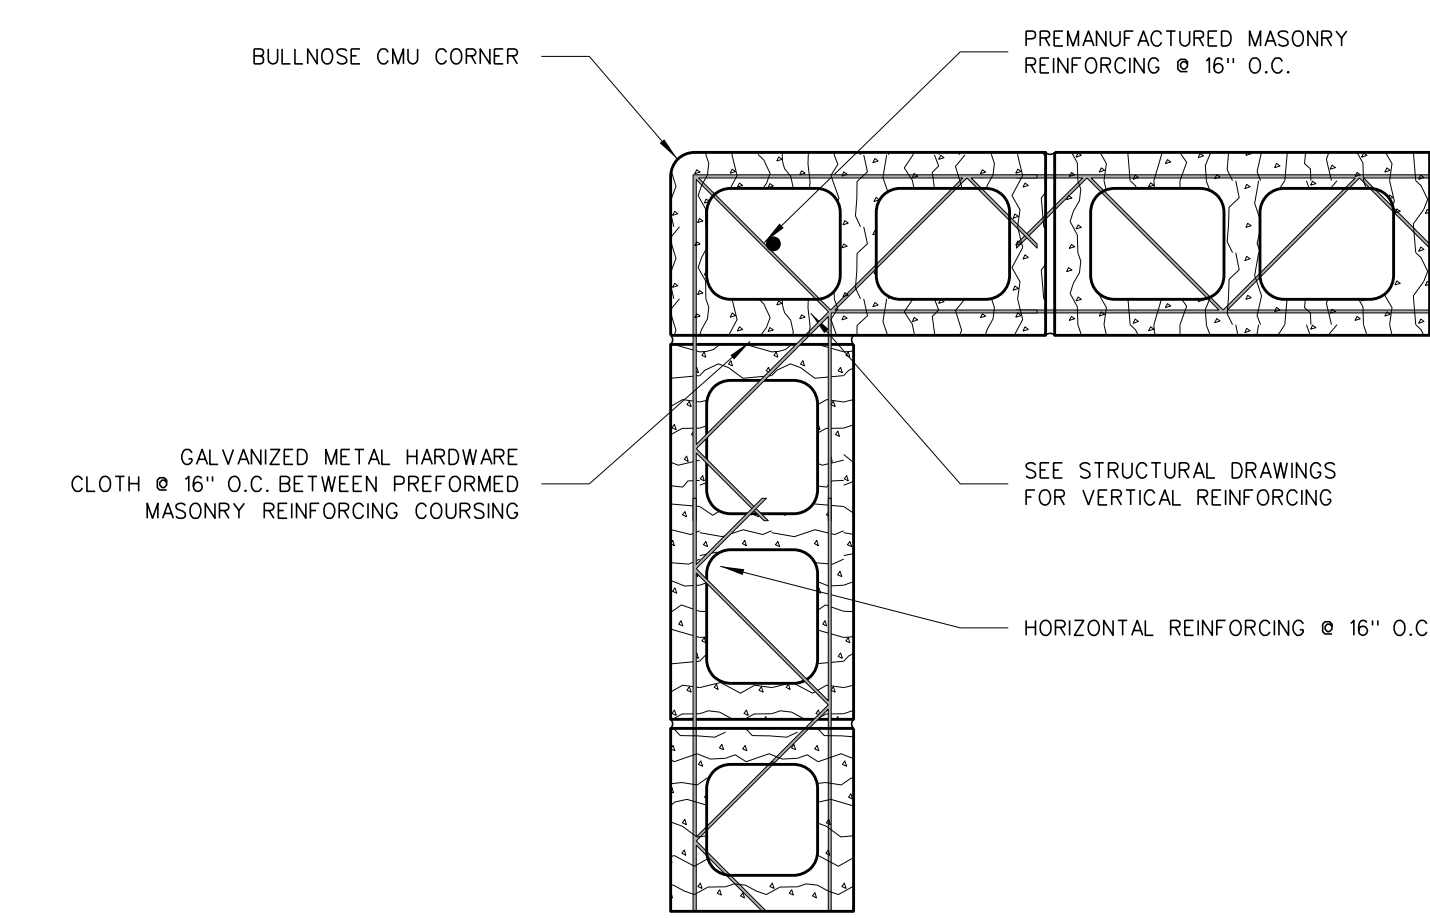 BULLNOSE CMU CORNER
PREMANUFACTURED MASONRY
REINFORCING @ 16" O.C.
GALVANIZED METAL HARDWARE
CLOTH @ 16" O.C. BETWEEN PREFORMED
MASONRY REINFORCING COURSING
SEE STRUCTURAL DRAWINGS
FOR VERTICAL REINFORCING
HORIZONTAL REINFORCING @ 16" O.C